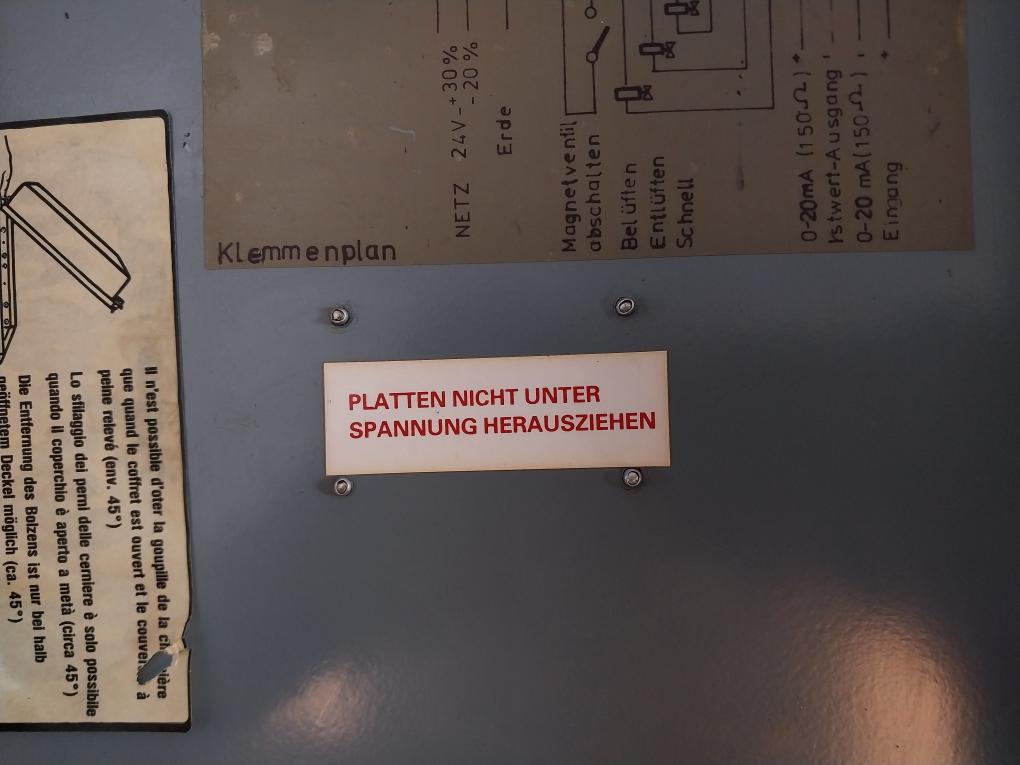 Klemmenplan
NETZ 24V - +30% -20%
Erde
Magnetventil
abschalten
Belüften
Entlüften
Schnell
0-20mA (150Ω) +
Istwert-Ausgang -
0-20 mA (150Ω) -
Eingang +
PLATTEN NICHT UNTER
SPANNUNG HERAUSZIEHEN
Il n'est possible d'oter la goupille de la
que quand le coffret est ouvert et le à
peine relevé (env. 45°)
Lo sfilaggio dei perni delle cerniere è solo possibile
quando il coperchio è aperto a metà (circa 45°)
Die Entfernung des Bolzens ist nur bei halb
geöffnetem Deckel möglich (ca. 45°)